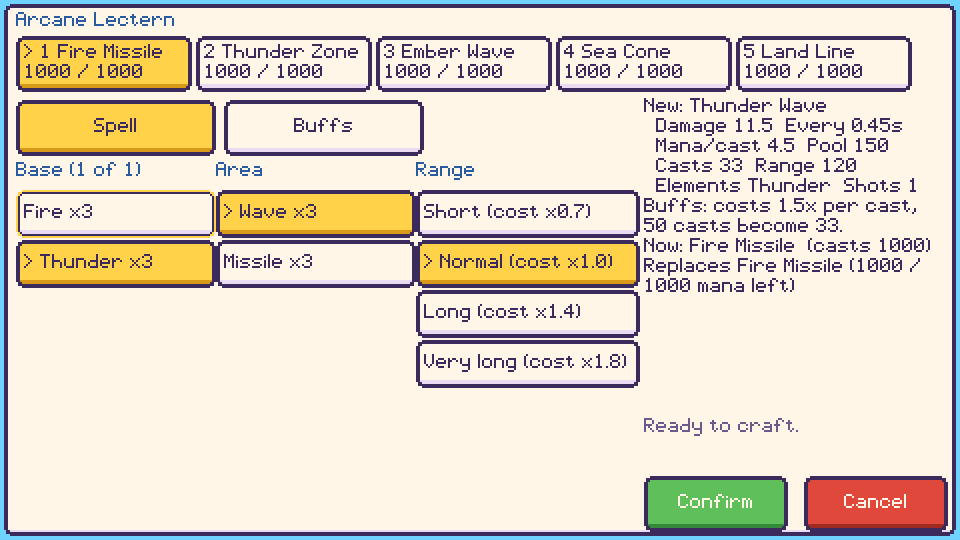 Arcane Lectern
> 1 Fire Missile
1000 / 1000
2 Thunder Zone
1000 / 1000
3 Ember Wave
1000 / 1000
4 Sea Cone
1000 / 1000
5 Land Line
1000 / 1000
Spell
Buffs
Base (1 of 1)
Fire x3
> Thunder x3
Area
> Wave x3
Missile x3
Range
Short (cost x0.7)
> Normal (cost x1.0)
Long (cost x1.4)
Very long (cost x1.8)
New: Thunder Wave
Damage 11.5  Every 0.45s
Mana/cast 4.5  Pool 150
Casts 33  Range 120
Elements Thunder  Shots 1
Buffs: costs 1.5x per cast,
50 casts become 33.
Now: Fire Missile  (casts 1000)
Replaces Fire Missile (1000 /
1000 mana left)
Ready to craft.
Confirm
Cancel